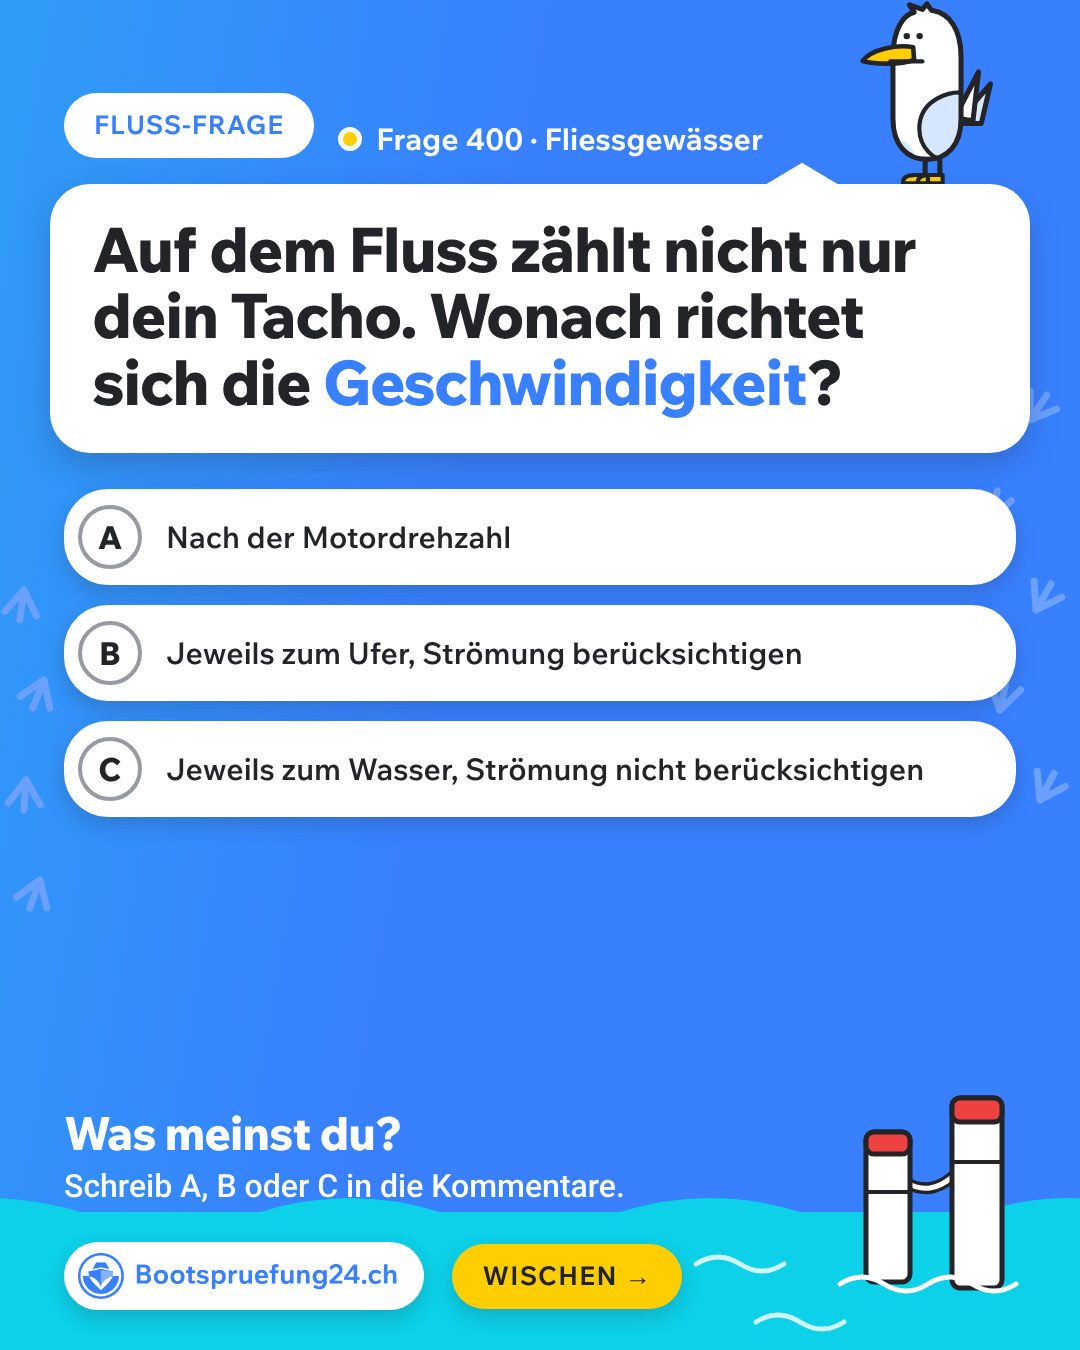 FLUSS-FRAGE
Frage 400 · Fliessgewässer
Auf dem Fluss zählt nicht nur
dein Tacho. Wonach richtet
sich die Geschwindigkeit?
A Nach der Motordrehzahl
B Jeweils zum Ufer, Strömung berücksichtigen
C Jeweils zum Wasser, Strömung nicht berücksichtigen
Was meinst du?
Schreib A, B oder C in die Kommentare.
Bootspruefung24.ch
WISCHEN →